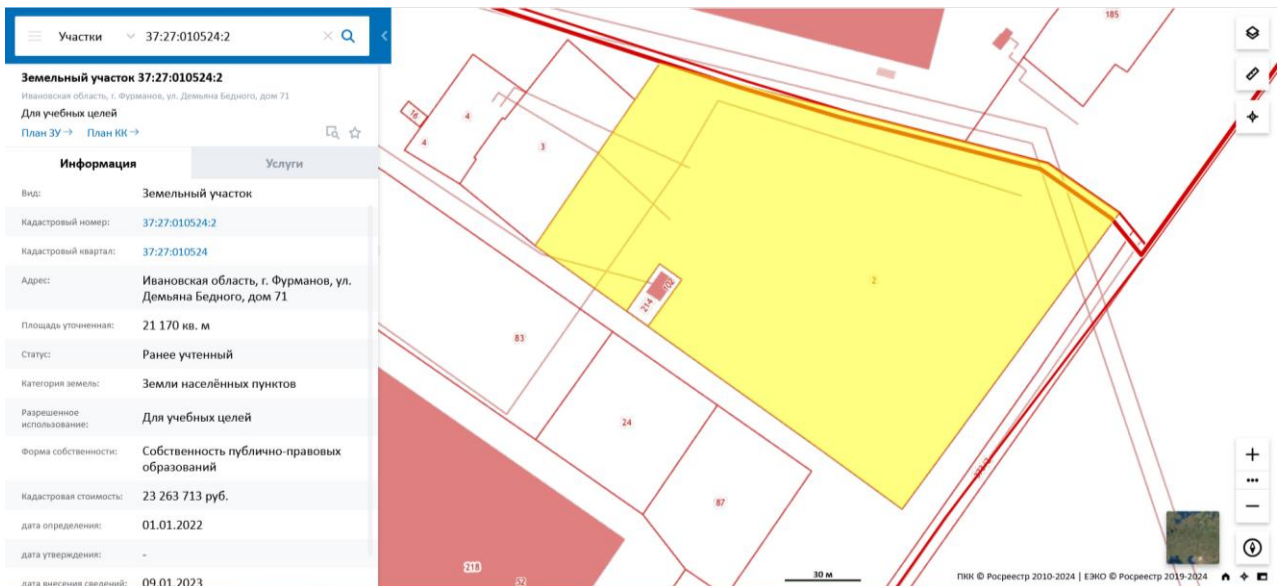 Участки
37:27:010524:2
Земельный участок 37:27:010524:2
Ивановская область, г. Фурманов, ул. Демьяна Бедного, дом 71
Для учебных целей
План ЗУ → План КК →
Информация
Услуги
Вид: Земельный участок
Кадастровый номер: 37:27:010524:2
Кадастровый квартал: 37:27:010524
Адрес: Ивановская область, г. Фурманов, ул.
Демьяна Бедного, дом 71
Площадь уточненная: 21 170 кв. м
Статус: Ранее учтенный
Категория земель: Земли населённых пунктов
Разрешенное
использование:
Для учебных целей
Форма собственности: Собственность публично-правовых
образований
Кадастровая стоимость: 23 263 713 руб.
дата определения: 01.01.2022
дата утверждения: -
дата внесения сведений: 09.01.2023
185
16
4
4
3
2
102
214
83
24
87
218
52
30 м
ПКК © Росреестр 2010-2024 | ЕЭКО © Росреестр 2019-2024